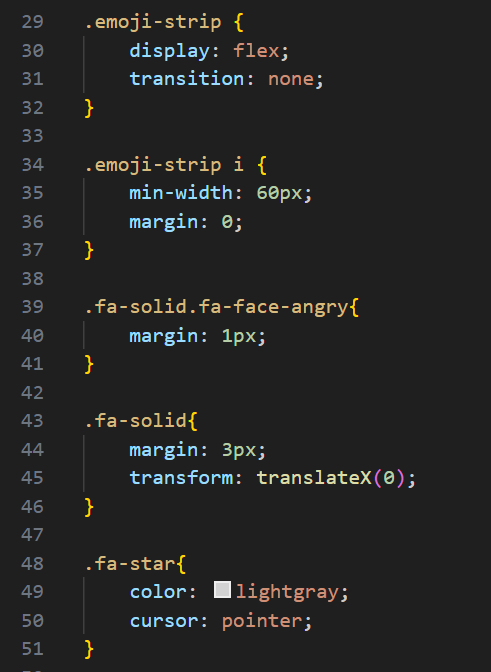 29 .emoji-strip {
30     display: flex;
31     transition: none;
32 }
33
34 .emoji-strip i {
35     min-width: 60px;
36     margin: 0;
37 }
38
39 .fa-solid.fa-face-angry{
40     margin: 1px;
41 }
42
43 .fa-solid{
44     margin: 3px;
45     transform: translateX(0);
46 }
47
48 .fa-star{
49     color: lightgray;
50     cursor: pointer;
51 }